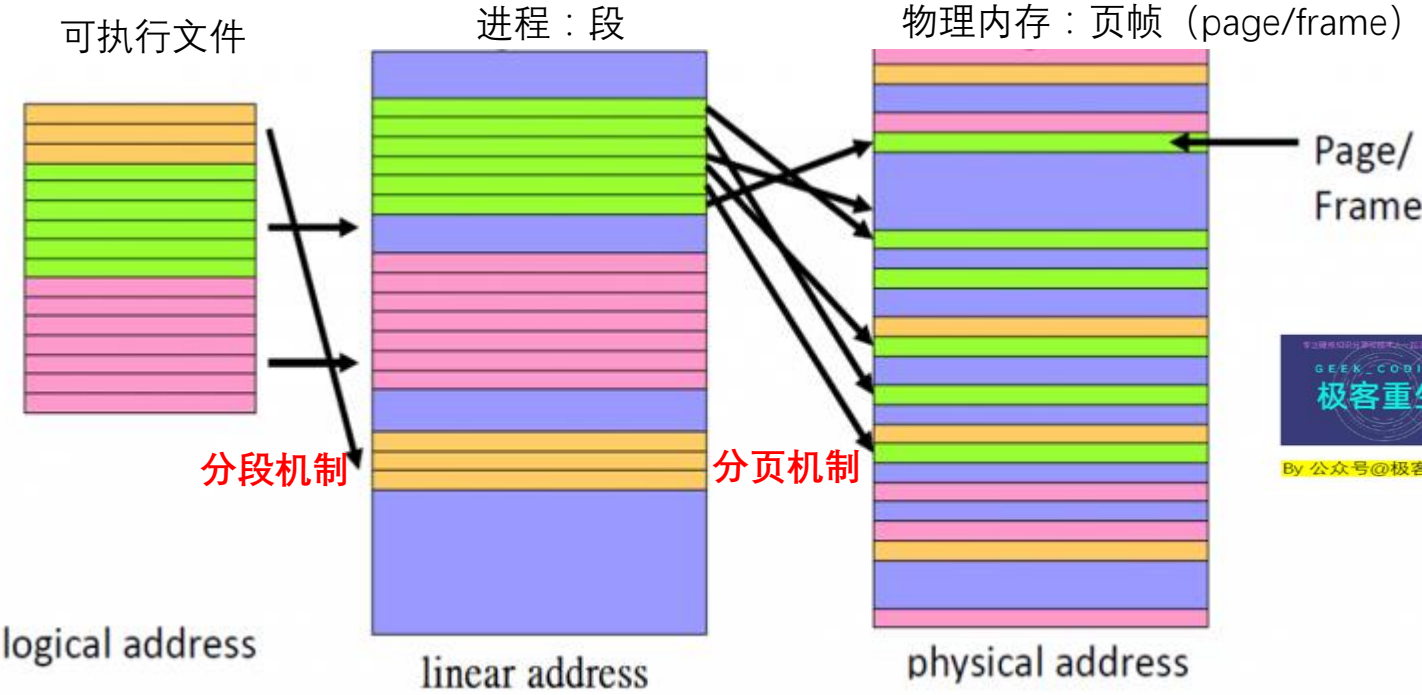 可执行文件
进程：段
物理内存：页帧（page/frame）
Page/
Frame
分段机制
分页机制
GEEK_CODI
极客重生
By 公众号@极客
logical address
linear address
physical address